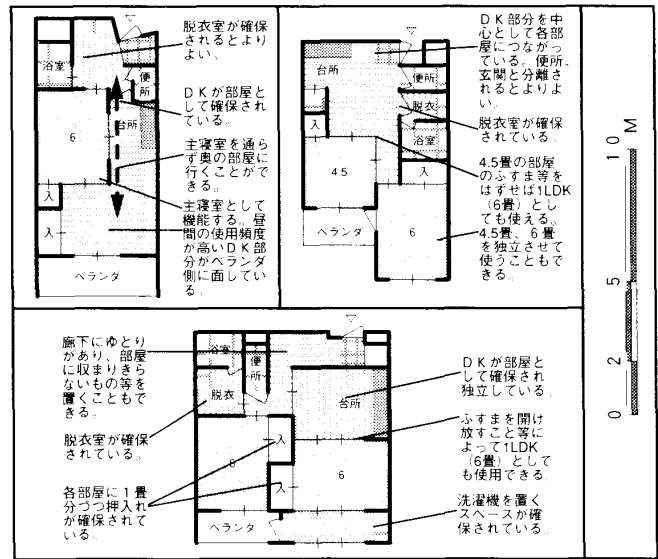 脱衣室が確保
されるとより
よい。
浴室
便
所
DKが部屋と
して確保され
ている。
台所
6
主寝室を通ら
ず奥の部屋に
行くことがで
きる。
入
主寝室として
機能する。昼
間の使用頻度
が高いDK部
分がベランダ
側に面してい
る。
入
ベランダ
DK部分を中
心として各部
屋につながっ
ている。便所、
玄関と分離さ
れるとよりよ
い。
台所
便所
脱衣
脱衣室が確保
されている。
浴室
入
入
4.5畳の部屋
のふすま等を
はずせば1LDK
(6畳)とし
ても使える。
4.5畳、6畳
を独立させて
使うこともで
きる。
4.5
6
ベランダ
廊下にゆとり
があり、部屋
に収まりきら
ないもの等を
置くこともで
きる。
浴室
便
所
脱衣
台所
DKが部屋と
して確保され
独立している。
脱衣室が確保
されている。
入
ふすまを開け
放すこと等に
よって1LDK
(6畳)として
も使用できる
6
入
6
各部屋に1畳
分づつ押入れ
が確保されて
いる。
洗濯機を置く
スペースが確
保されている。
ベランダ
10M
5
2
0